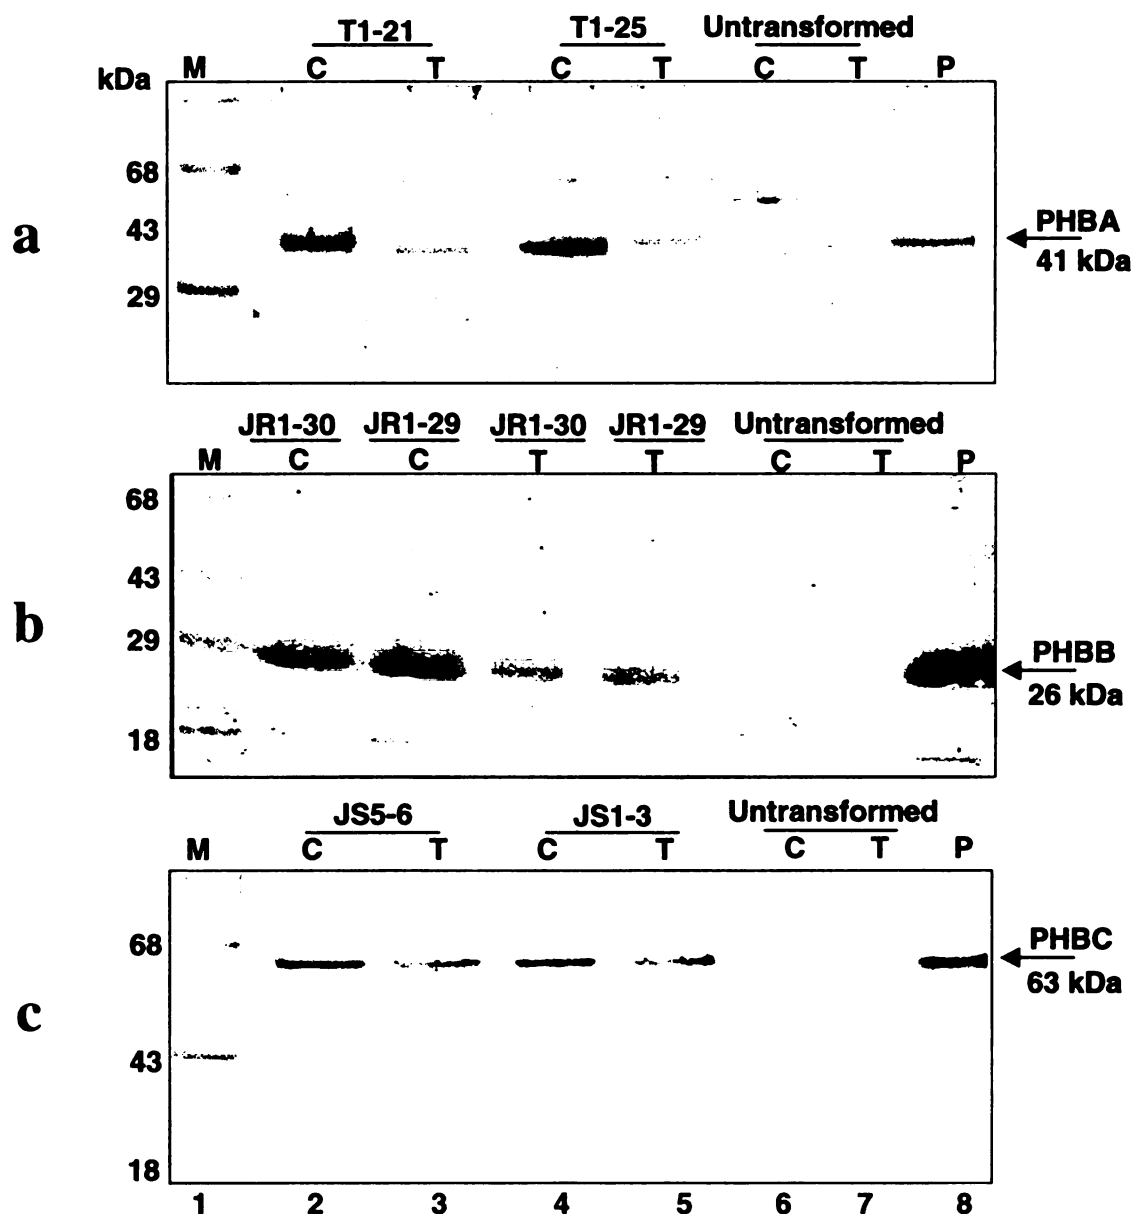 T1-21 T1-25 Untransformed
kDa M C T C T C T P
68
43
29
a
PHBA
41 kDa
JR1-30 JR1-29 JR1-30 JR1-29 Untransformed
M C C T T C T P
68
43
29
18
b
PHBB
26 kDa
JS5-6 JS1-3 Untransformed
M C T C T C T P
68
43
18
c
PHBC
63 kDa
1 2 3 4 5 6 7 8